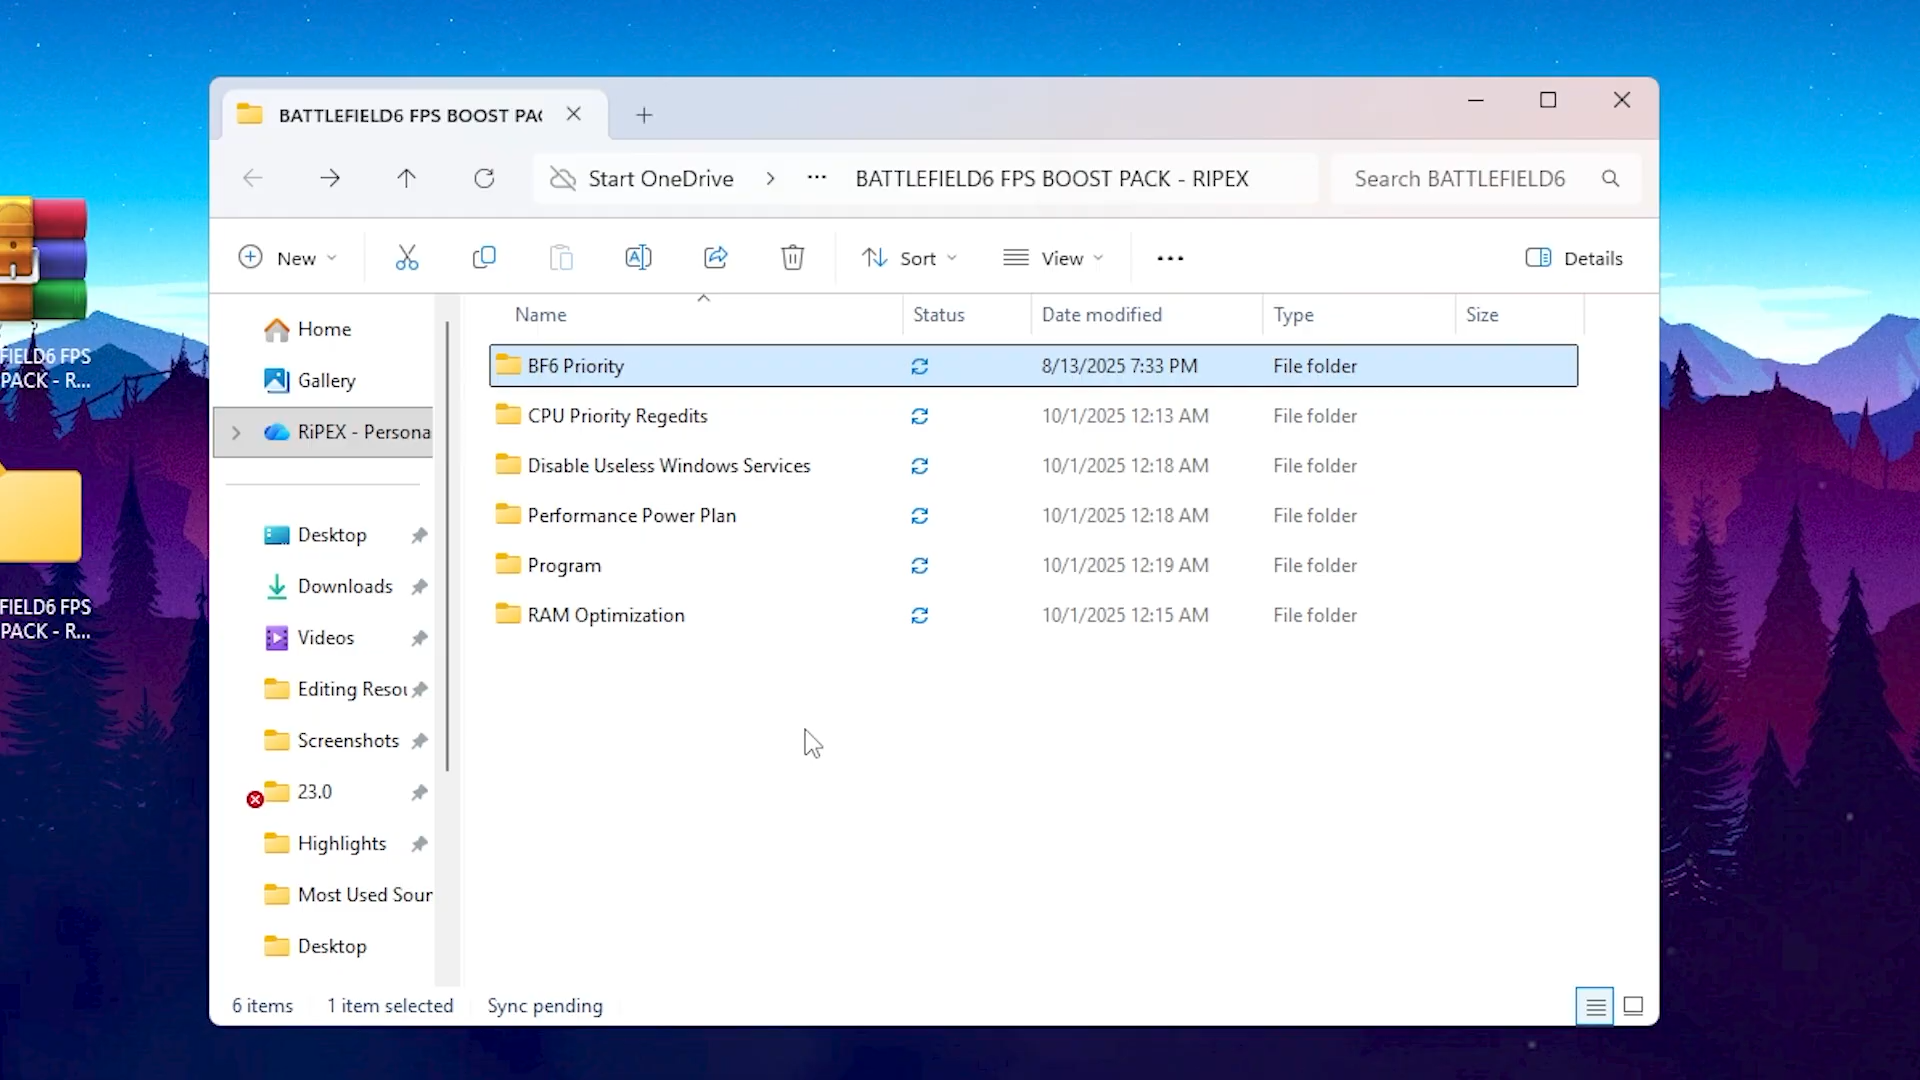 BATTLEFIELD6 FPS BOOST PAC
Start OneDrive > ... BATTLEFIELD6 FPS BOOST PACK - RIPEX
Search BATTLEFIELD6
New
Sort
View
Details
Name Status Date modified Type Size
BF6 Priority 8/13/2025 7:33 PM File folder
CPU Priority Regedits 10/1/2025 12:13 AM File folder
Disable Useless Windows Services 10/1/2025 12:18 AM File folder
Performance Power Plan 10/1/2025 12:18 AM File folder
Program 10/1/2025 12:19 AM File folder
RAM Optimization 10/1/2025 12:15 AM File folder
Home
Gallery
RiPEX - Persona
Desktop
Downloads
Videos
Editing Resou
Screenshots
23.0
Highlights
Most Used Sour
Desktop
6 items 1 item selected Sync pending
FIELD6 FPS
PACK - R...
FIELD6 FPS
PACK - R...